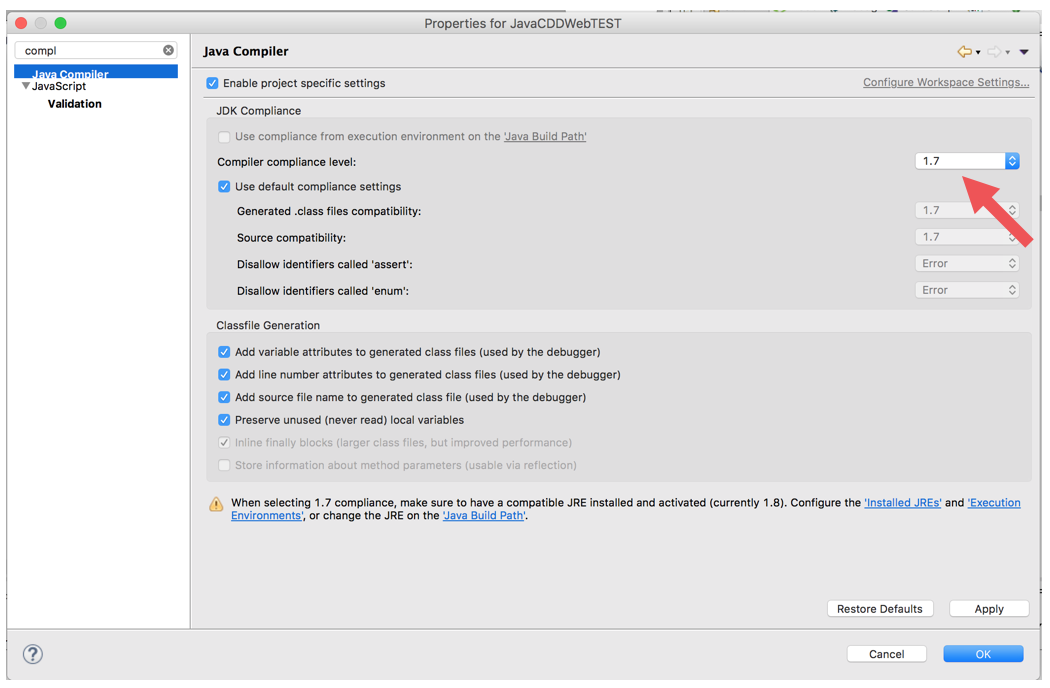 Properties for JavaCDDWebTEST
compl
Java Compiler
JavaScript
Validation
Java Compiler
Enable project specific settings
Configure Workspace Settings...
JDK Compliance
Use compliance from execution environment on the 'Java Build Path'
Compiler compliance level:
1.7
Use default compliance settings
Generated .class files compatibility:
1.7
Source compatibility:
1.7
Disallow identifiers called 'assert':
Error
Disallow identifiers called 'enum':
Error
Classfile Generation
Add variable attributes to generated class files (used by the debugger)
Add line number attributes to generated class files (used by the debugger)
Add source file name to generated class file (used by the debugger)
Preserve unused (never read) local variables
Inline finally blocks (larger class files, but improved performance)
Store information about method parameters (usable via reflection)
When selecting 1.7 compliance, make sure to have a compatible JRE installed and activated (currently 1.8). Configure the 'Installed JREs' and 'Execution
Environments', or change the JRE on the 'Java Build Path'.
Restore Defaults
Apply
?
Cancel
OK